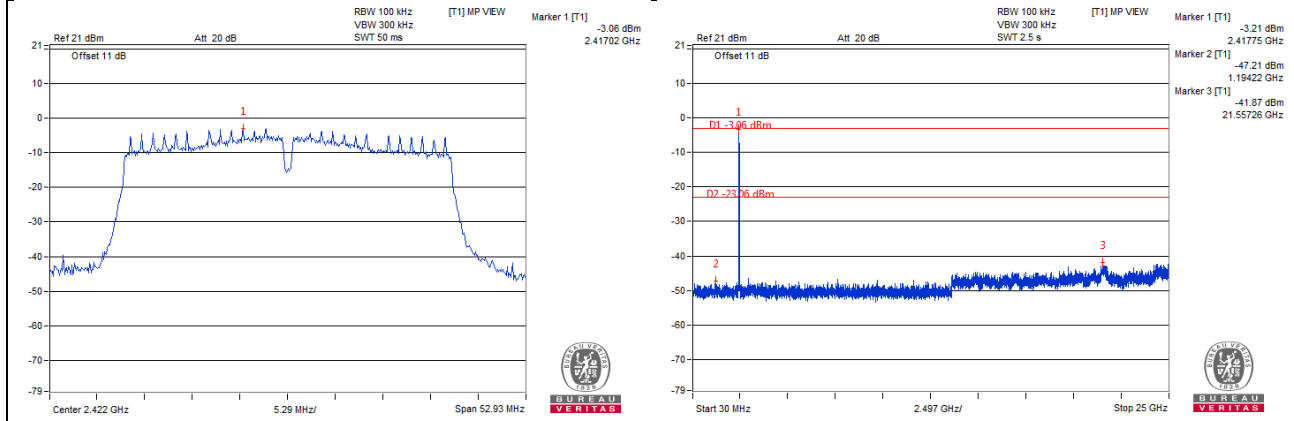 RBW 100 kHz [T1] MP VIEW
VBW 300 kHz
Ref 21 dBm Att 20 dB SWT 50 ms
Marker 1 [T1]
-3.06 dBm
2.41702 GHz
21
Offset 11 dB
10
0
-10
-20
-30
-40
-50
-60
-70
-79
1
Center 2.422 GHz 5.29 MHz/ Span 52.93 MHz
BUREAU VERITAS
1828
BUREAU
VERITAS
RBW 100 kHz [T1] MP VIEW
VBW 300 kHz
Ref 21 dBm Att 20 dB SWT 2.5 s
Marker 1 [T1]
-3.21 dBm
2.41775 GHz
Marker 2 [T1]
-47.21 dBm
1.19422 GHz
Marker 3 [T1]
-41.87 dBm
21.55726 GHz
21
Offset 11 dB
10
0
-10
-20
-30
-40
-50
-60
-70
-79
1
D1 -3.06 dBm
D2 -23.06 dBm
2
3
Start 30 MHz 2.497 GHz/ Stop 25 GHz
BUREAU VERITAS
1828
BUREAU
VERITAS